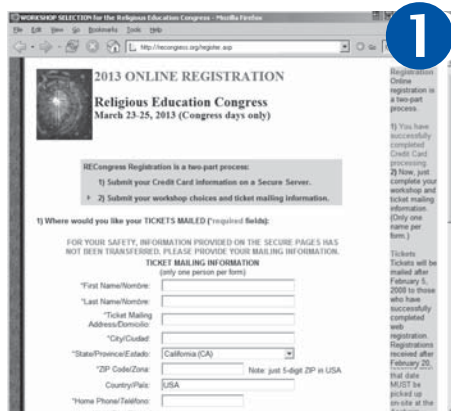 WORKSHOP SELECTION for the Religious Education Congress - Mozilla Firefox
File Edit View Go Bookmarks Tools Help
http://recongress.org/register.asp
Go
1
2013 ONLINE REGISTRATION
Religious Education Congress
March 23-25, 2013 (Congress days only)
RECongress Registration is a two-part process:
1) Submit your Credit Card information on a Secure Server.
2) Submit your workshop choices and ticket mailing information.
1) Where would you like your TICKETS MAILED (*required fields):
FOR YOUR SAFETY, INFORMATION PROVIDED ON THE SECURE PAGES HAS
NOT BEEN TRANSFERRED. PLEASE PROVIDE YOUR MAILING INFORMATION.
TICKET MAILING INFORMATION
(only one person per form)
*First Name/Nombre:
*Last Name/Nombre:
*Ticket Mailing
Address/Domicilio:
*City/Ciudad:
*State/Province/Estado: California (CA)
*ZIP Code/Zona: Note: just 5-digit ZIP in USA
Country/País: USA
*Home Phone/Teléfono:
Registration
Online
registration is
a two-part
process.
1) You have
successfully
completed
Credit Card
processing.
2) Now, just
complete your
workshop and
ticket mailing
information.
(Only one
name per
form.)
Tickets
Tickets will be
mailed after
February 5,
2008 to those
who have
successfully
completed
web
registration.
Registrations
received after
February 20,
that date
MUST be
picked up
on-site at the